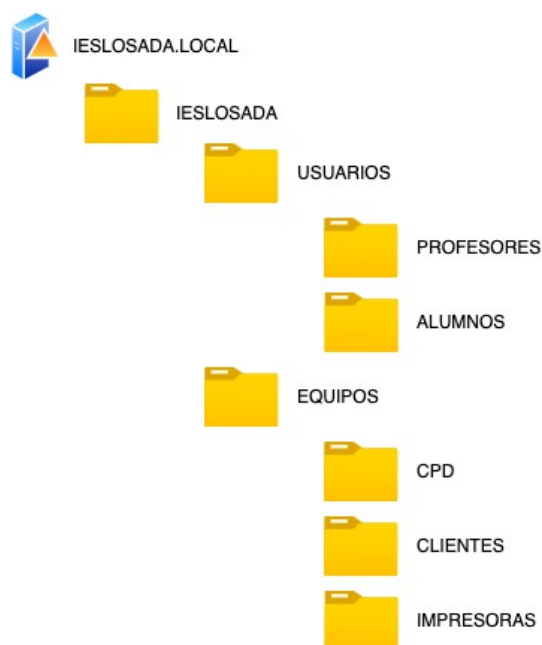 IESLOSADA.LOCAL
IESLOSADA
USUARIOS
PROFESORES
ALUMNOS
EQUIPOS
CPD
CLIENTES
IMPRESORAS